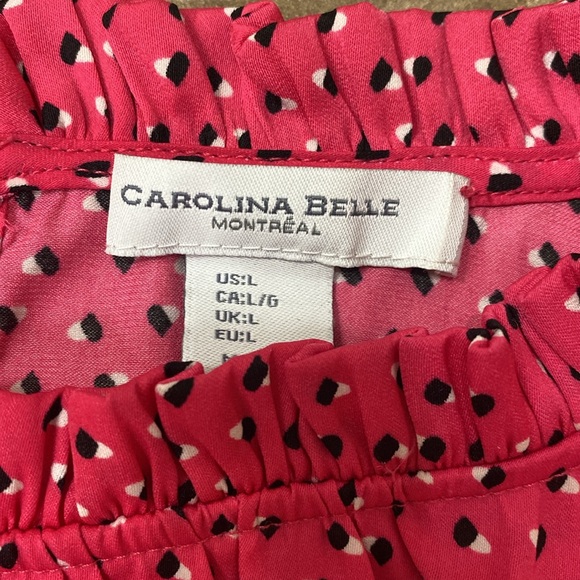 CAROLINA BELLE
MONTRÉAL
US:L
CA:L/G
UK:L
EU:L